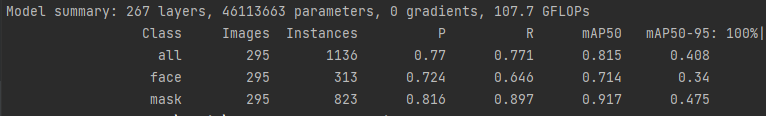 Model summary: 267 layers, 46113663 parameters, 0 gradients, 107.7 GFLOPs
Class Images Instances P R mAP50 mAP50-95: 100%|
all 295 1136 0.77 0.771 0.815 0.408
face 295 313 0.724 0.646 0.714 0.34
mask 295 823 0.816 0.897 0.917 0.475